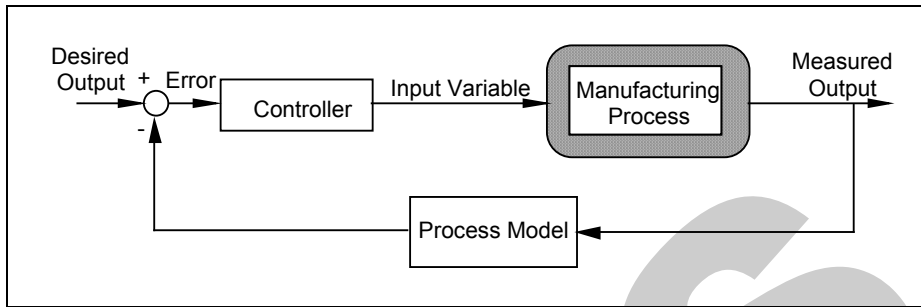 Desired
Output
+
-
Error
Controller
Input Variable
Manufacturing
Process
Measured
Output
Process Model